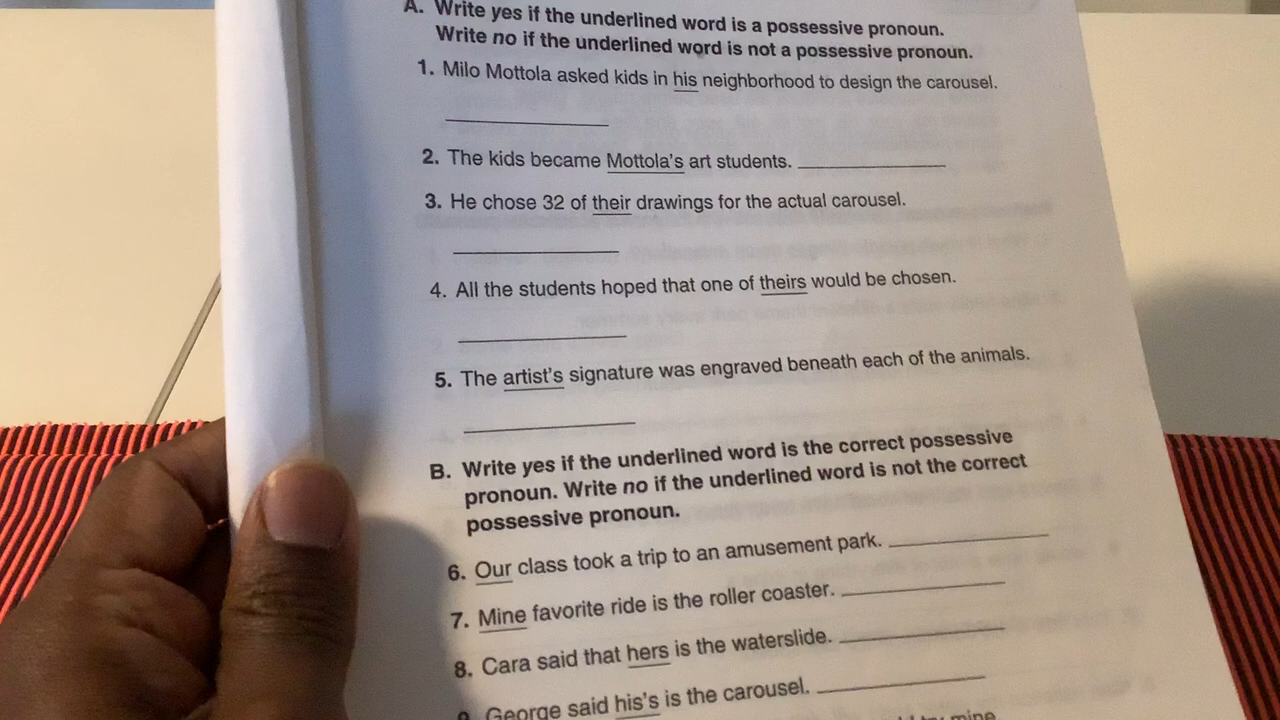 A. Write yes if the underlined word is a possessive pronoun.
Write no if the underlined word is not a possessive pronoun.
1. Milo Mottola asked kids in his neighborhood to design the carousel.
2. The kids became Mottola's art students.
3. He chose 32 of their drawings for the actual carousel.
4. All the students hoped that one of theirs would be chosen.
5. The artist's signature was engraved beneath each of the animals.
B. Write yes if the underlined word is the correct possessive
pronoun. Write no if the underlined word is not the correct
possessive pronoun.
6. Our class took a trip to an amusement park.
7. Mine favorite ride is the roller coaster.
8. Cara said that hers is the waterslide.
9. George said his's is the carousel.
mine